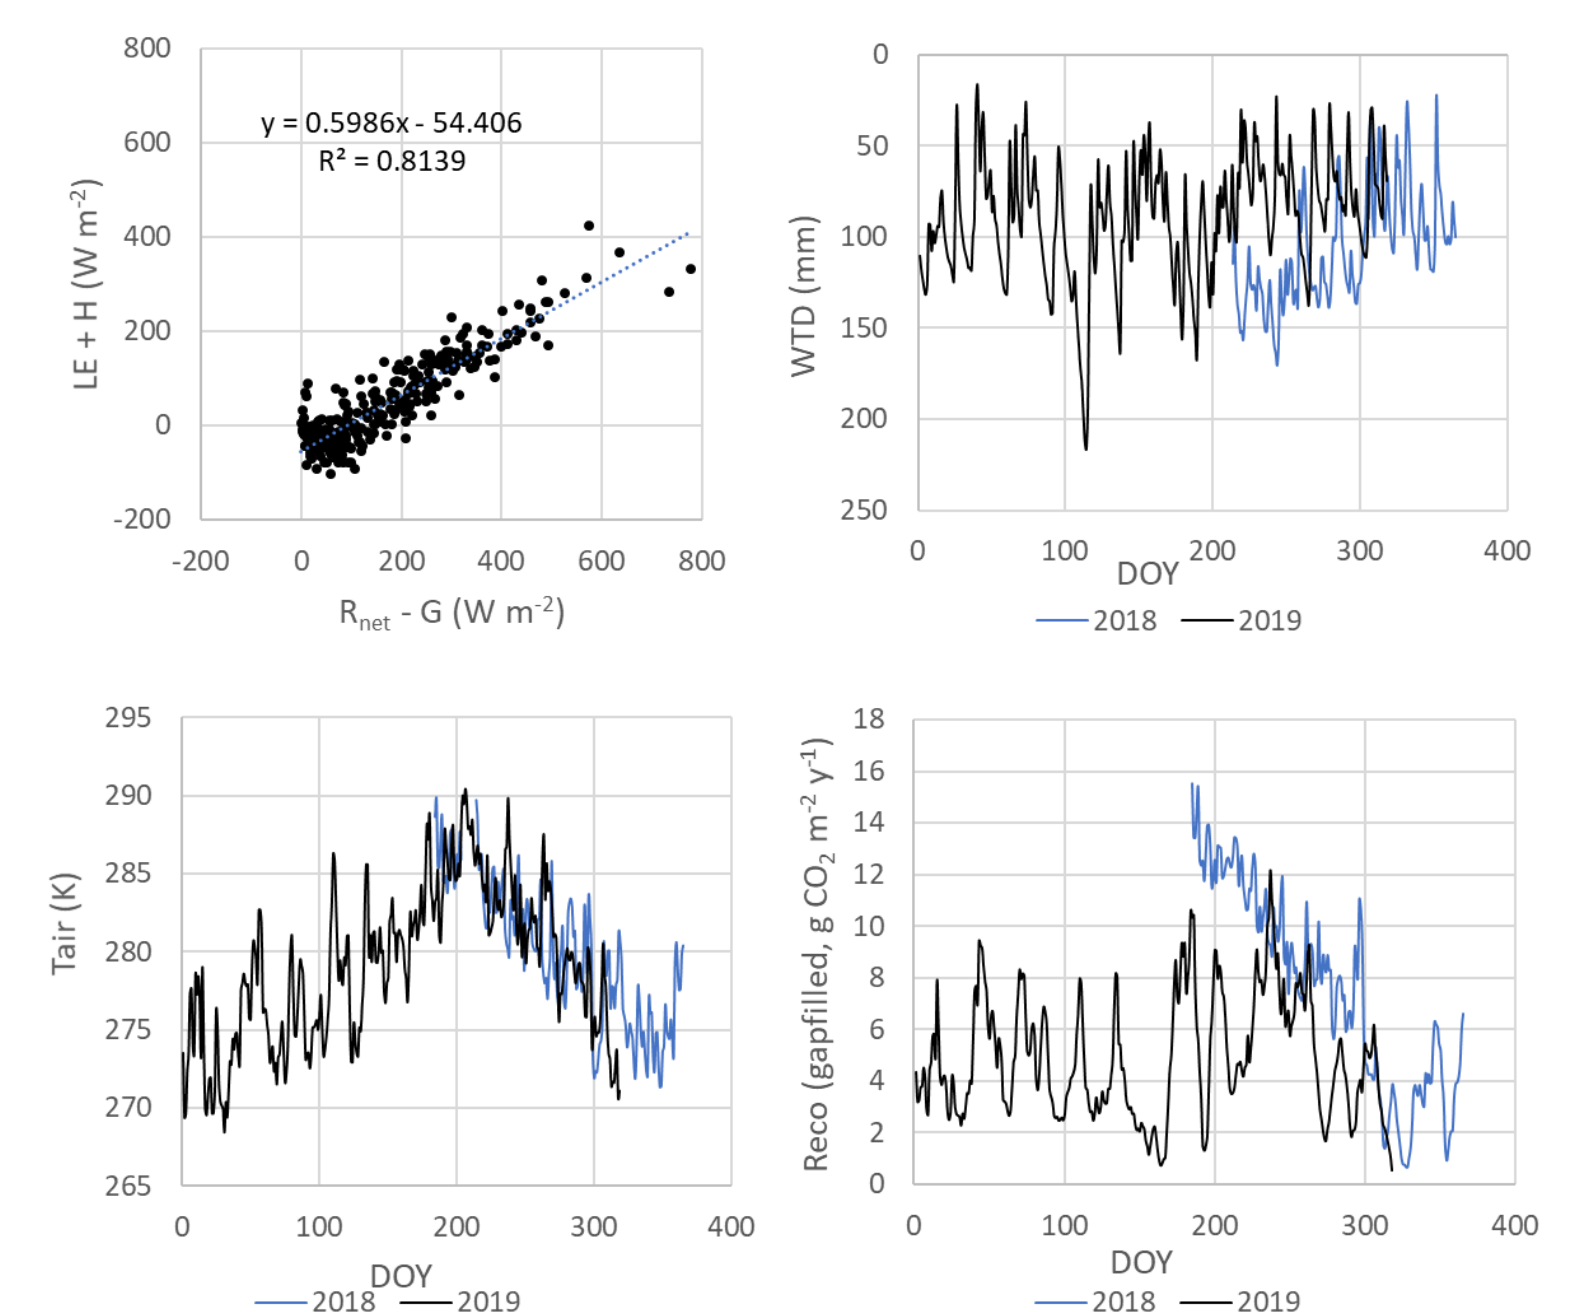 800
600
400
200
0
-200
LE + H (W m-2)
y = 0.5986x - 54.406
R² = 0.8139
-200 0 200 400 600 800
Rnet - G (W m-2)
0
50
100
150
200
250
WTD (mm)
0 100 200 300 400
DOY
2018 2019
295
290
285
280
275
270
265
Tair (K)
0 100 200 300 400
DOY
2018 2019
18
16
14
12
10
8
6
4
2
0
Reco (gapfilled, g CO2 m-2 y-1)
0 100 200 300 400
DOY
2018 2019